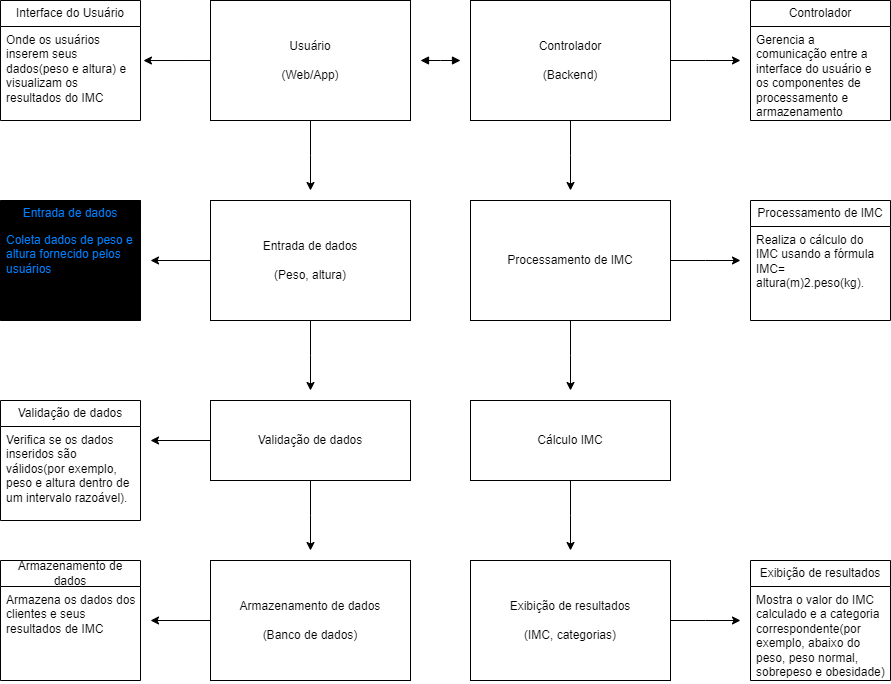 Interface do Usuário
Onde os usuários
inserem seus
dados(peso e altura) e
visualizam os
resultados do IMC
Usuário
(Web/App)
Controlador
(Backend)
Controlador
Gerencia a
comunicação entre a
interface do usuário e
os componentes de
processamento e
armazenamento
Entrada de dados
Coleta dados de peso e
altura fornecido pelos
usuários
Entrada de dados
(Peso, altura)
Processamento de IMC
Processamento de IMC
Realiza o cálculo do
IMC usando a fórmula
IMC=
altura(m)2.peso(kg).
Validação de dados
Verifica se os dados
inseridos são
válidos(por exemplo,
peso e altura dentro de
um intervalo razoável).
Validação de dados
Cálculo IMC
Armazenamento de
dados
Armazena os dados dos
clientes e seus
resultados de IMC
Armazenamento de dados
(Banco de dados)
Exibição de resultados
(IMC, categorias)
Exibição de resultados
Mostra o valor do IMC
calculado e a categoria
correspondente(por
exemplo, abaixo do
peso, peso normal,
sobrepeso e obesidade)